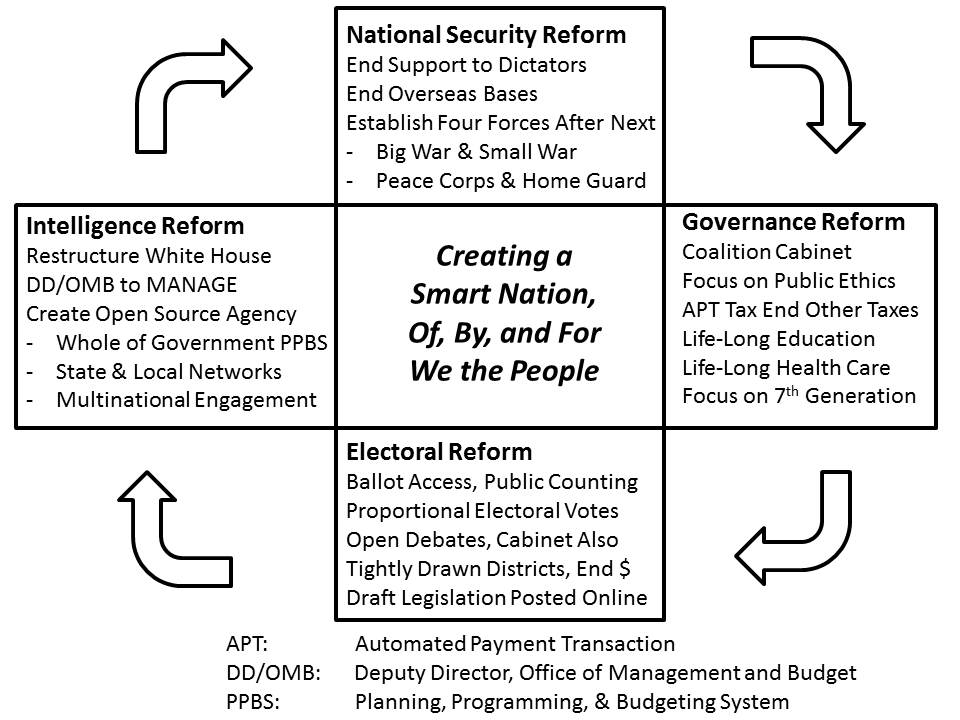 National Security Reform
End Support to Dictators
End Overseas Bases
Establish Four Forces After Next
- Big War & Small War
- Peace Corps & Home Guard
Intelligence Reform
Restructure White House
DD/OMB to MANAGE
Create Open Source Agency
- Whole of Government PPBS
- State & Local Networks
- Multinational Engagement
Creating a
Smart Nation,
Of, By, and For
We the People
Governance Reform
Coalition Cabinet
Focus on Public Ethics
APT Tax End Other Taxes
Life-Long Education
Life-Long Health Care
Focus on 7th Generation
Electoral Reform
Ballot Access, Public Counting
Proportional Electoral Votes
Open Debates, Cabinet Also
Tightly Drawn Districts, End $
Draft Legislation Posted Online
APT: Automated Payment Transaction
DD/OMB: Deputy Director, Office of Management and Budget
PPBS: Planning, Programming, & Budgeting System